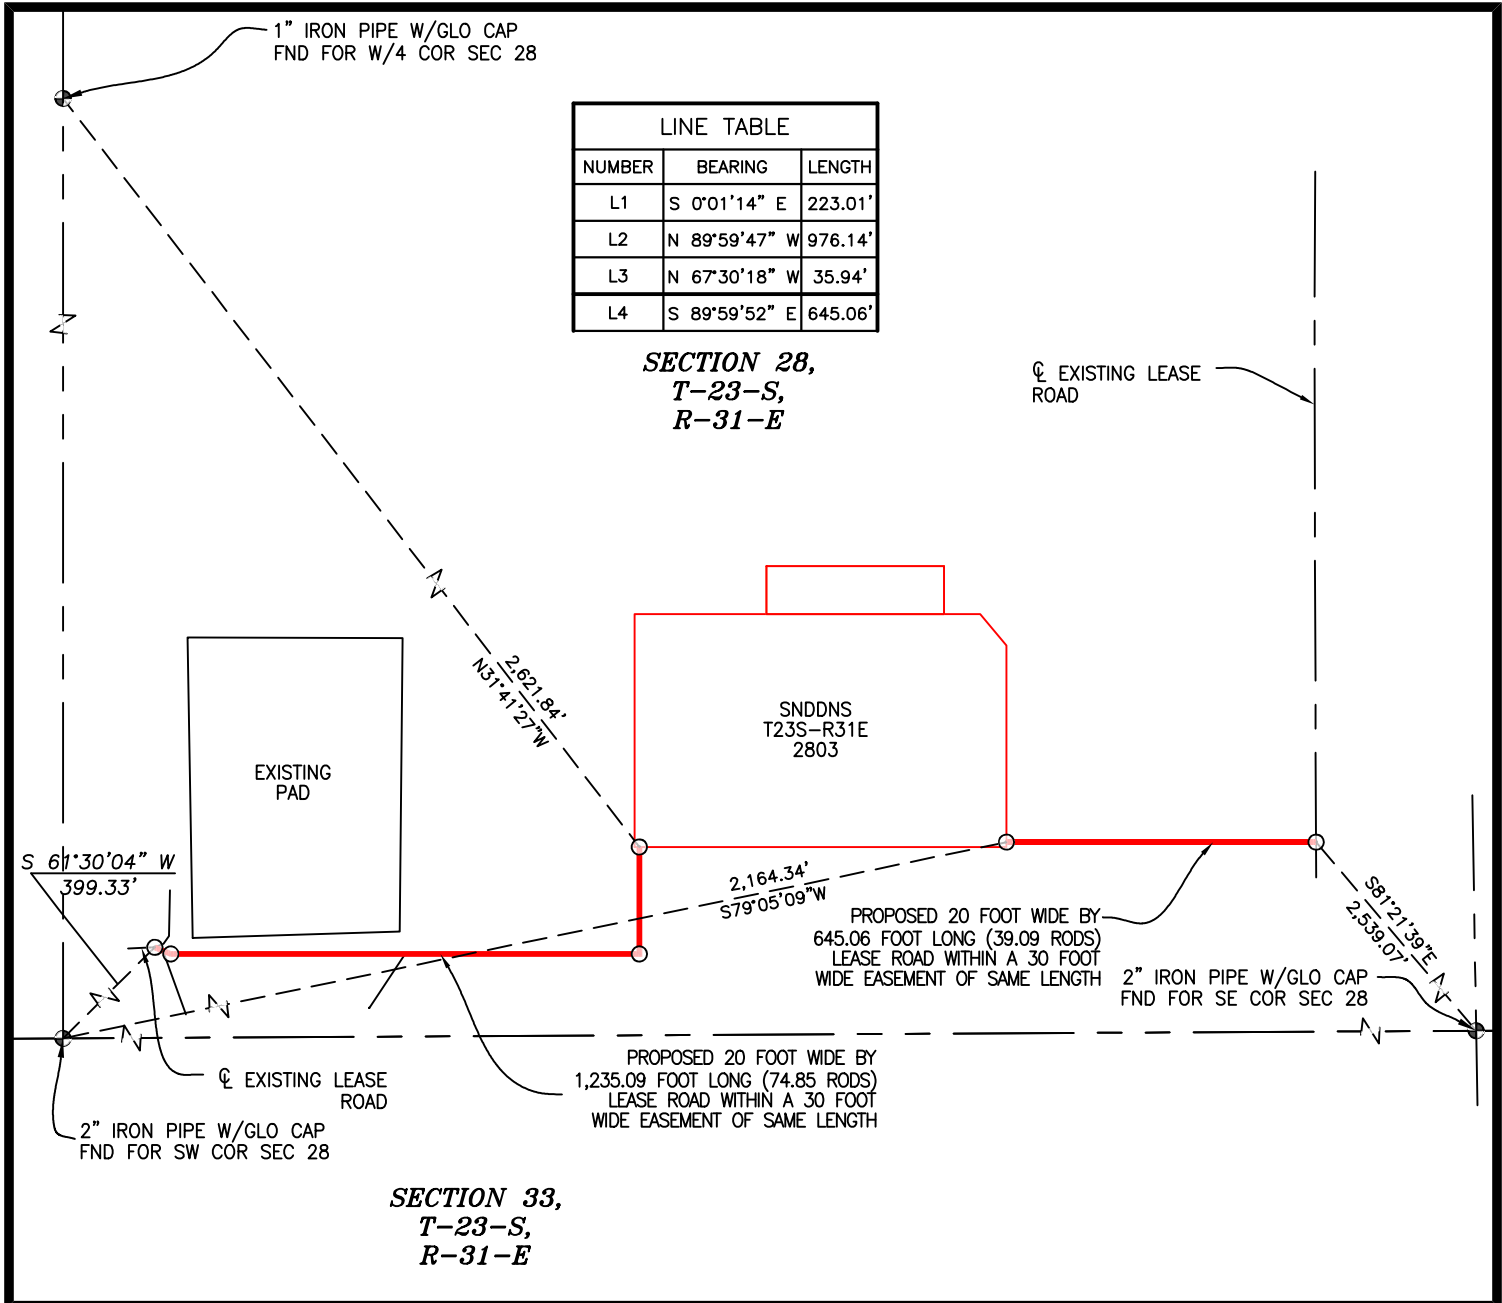 1" IRON PIPE W/GLO CAP
FND FOR W/4 COR SEC 28
LINE TABLE
NUMBER BEARING LENGTH
L1 S 0°01'14" E 223.01'
L2 N 89°59'47" W 976.14'
L3 N 67°30'18" W 35.94'
L4 S 89°59'52" E 645.06'
SECTION 28,
T-23-S,
R-31-E
℄ EXISTING LEASE
ROAD
2,621.84'
N31°41'27"W
SNDDNS
T23S-R31E
2803
EXISTING
PAD
S 61°30'04" W
399.33'
2,164.34'
S79°05'09"W
S81°21'39"E
2,539.07'
PROPOSED 20 FOOT WIDE BY
645.06 FOOT LONG (39.09 RODS)
LEASE ROAD WITHIN A 30 FOOT
WIDE EASEMENT OF SAME LENGTH
2" IRON PIPE W/GLO CAP
FND FOR SE COR SEC 28
PROPOSED 20 FOOT WIDE BY
1,235.09 FOOT LONG (74.85 RODS)
LEASE ROAD WITHIN A 30 FOOT
WIDE EASEMENT OF SAME LENGTH
℄ EXISTING LEASE
ROAD
2" IRON PIPE W/GLO CAP
FND FOR SW COR SEC 28
SECTION 33,
T-23-S,
R-31-E